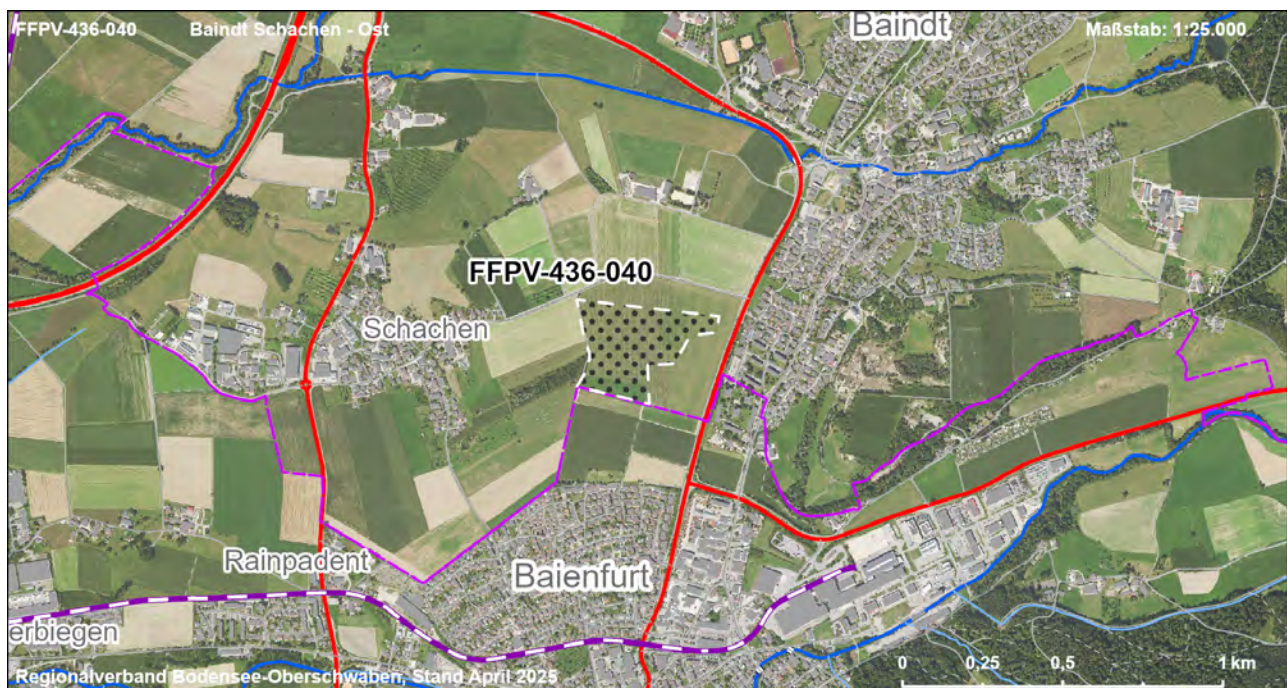 FFPV-436-040 Baindt Schachen - Ost Maßstab: 1:25.000
Baindt
FFPV-436-040
Schachen
Rainpadent
Baienfurt
erbiegen
Regionalverband Bodensee-Oberschwaben, Stand April 2025
0 0,25 0,5 1 km